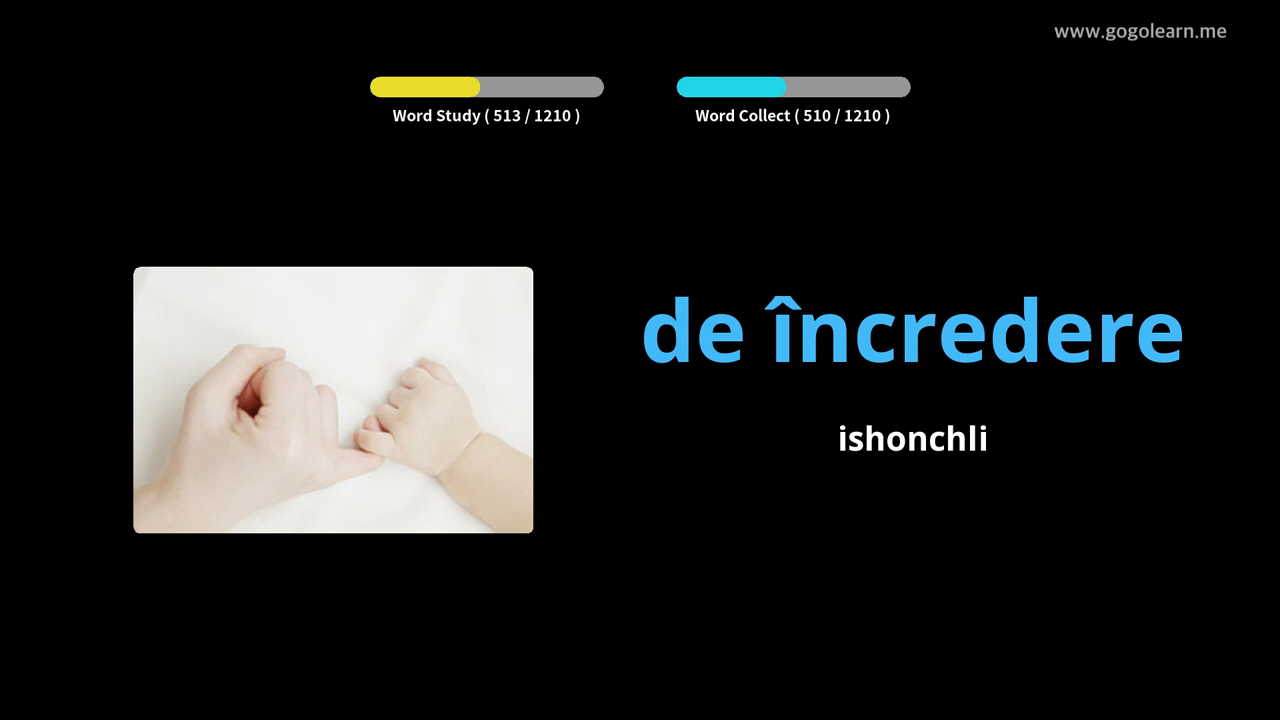 www.gogolearn.me
Word Study ( 513 / 1210 )
Word Collect ( 510 / 1210 )
de încredere
ishonchli